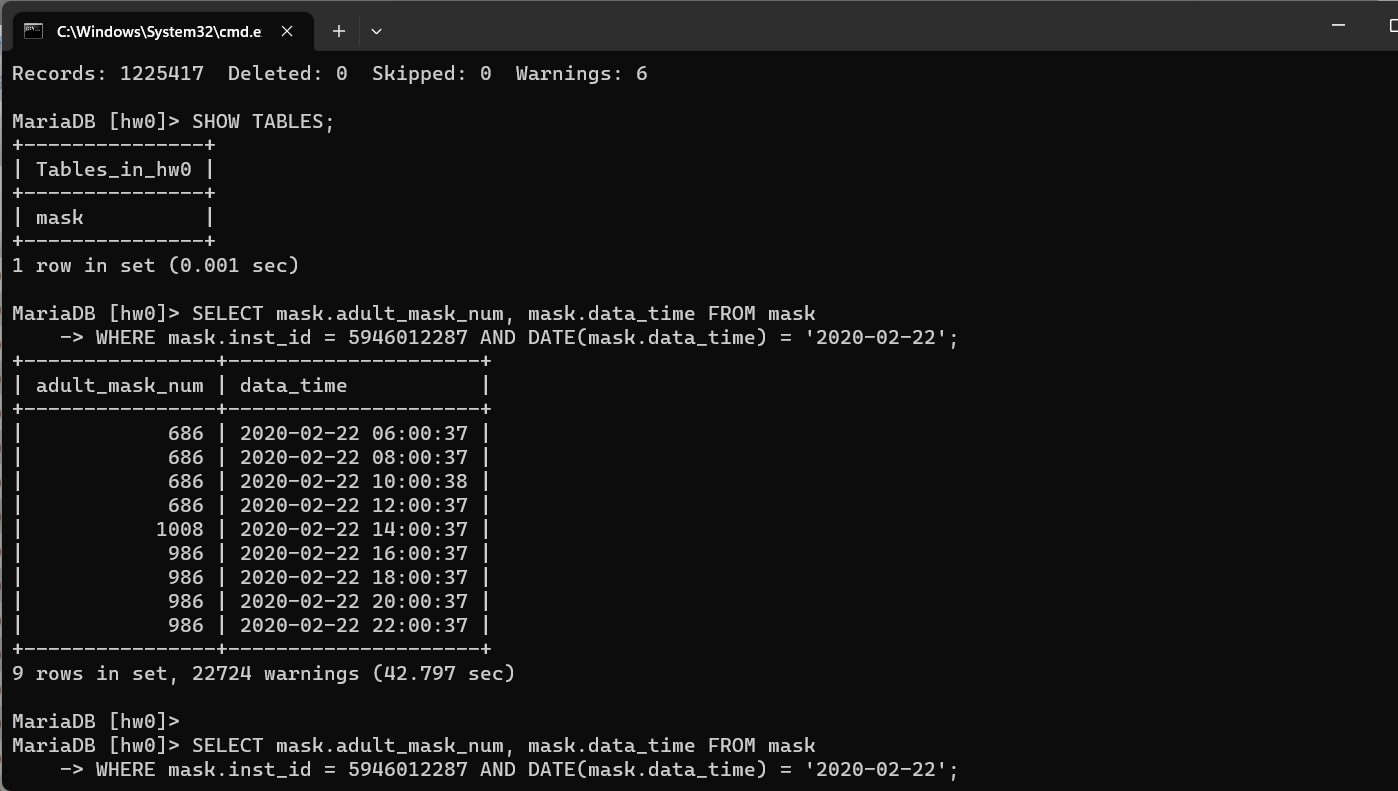 C:\Windows\System32\cmd.e
Records: 1225417  Deleted: 0  Skipped: 0  Warnings: 6
MariaDB [hw0]> SHOW TABLES;
+---------------+
| Tables_in_hw0 |
+---------------+
| mask          |
+---------------+
1 row in set (0.001 sec)
MariaDB [hw0]> SELECT mask.adult_mask_num, mask.data_time FROM mask
    -> WHERE mask.inst_id = 5946012287 AND DATE(mask.data_time) = '2020-02-22';
+----------------+---------------------+
| adult_mask_num | data_time           |
+----------------+---------------------+
|            686 | 2020-02-22 06:00:37 |
|            686 | 2020-02-22 08:00:37 |
|            686 | 2020-02-22 10:00:38 |
|            686 | 2020-02-22 12:00:37 |
|           1008 | 2020-02-22 14:00:37 |
|            986 | 2020-02-22 16:00:37 |
|            986 | 2020-02-22 18:00:37 |
|            986 | 2020-02-22 20:00:37 |
|            986 | 2020-02-22 22:00:37 |
+----------------+---------------------+
9 rows in set, 22724 warnings (42.797 sec)
MariaDB [hw0]>
MariaDB [hw0]> SELECT mask.adult_mask_num, mask.data_time FROM mask
    -> WHERE mask.inst_id = 5946012287 AND DATE(mask.data_time) = '2020-02-22';